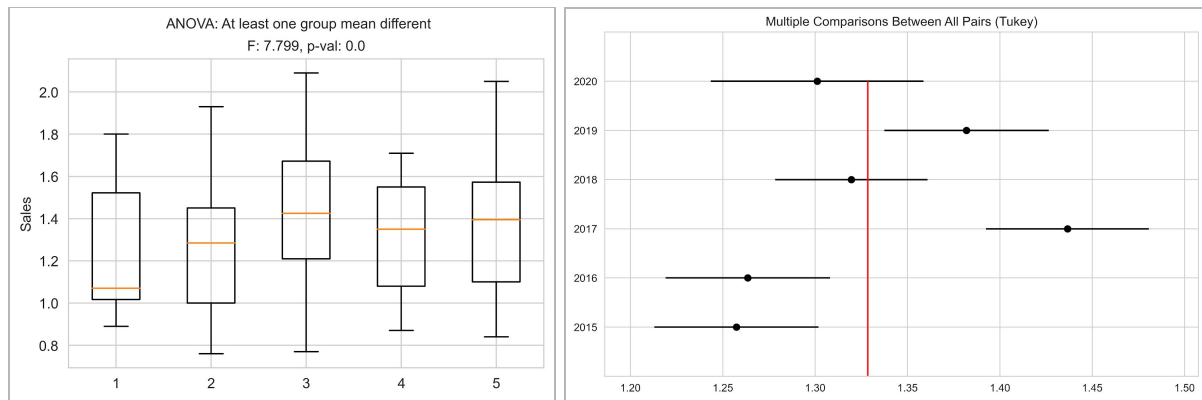 ANOVA: At least one group mean different
F: 7.799, p-val: 0.0
Sales
2.0
1.8
1.6
1.4
1.2
1.0
0.8
1 2 3 4 5
Multiple Comparisons Between All Pairs (Tukey)
2020
2019
2018
2017
2016
2015
1.20 1.25 1.30 1.35 1.40 1.45 1.50